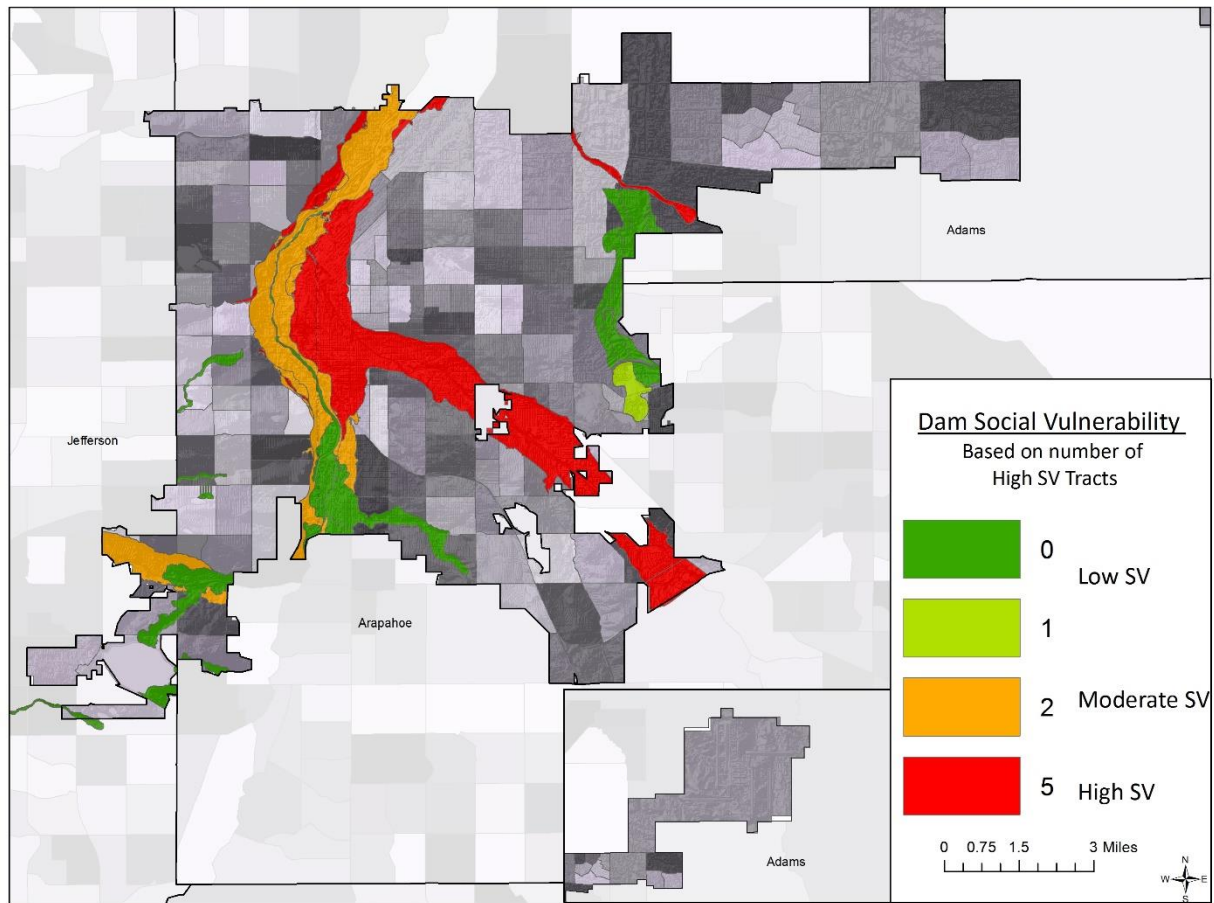 Adams
Jefferson
Arapahoe
Dam Social Vulnerability
Based on number of
High SV Tracts
0
Low SV
1
2 Moderate SV
5 High SV
0 0.75 1.5 3 Miles
N
W E
S
Adams